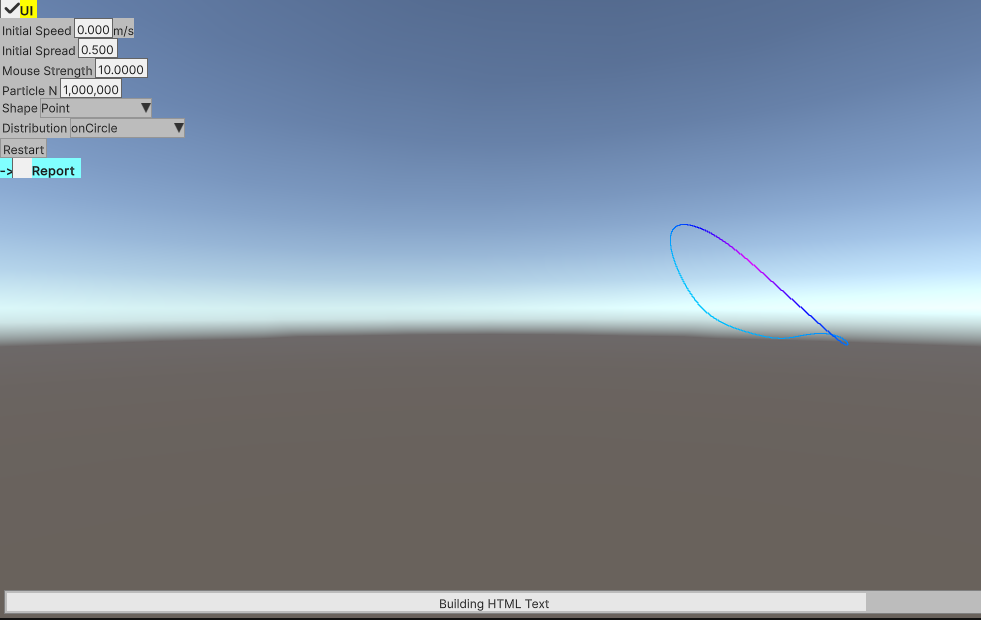 UI
Initial Speed 0.000 m/s
Initial Spread 0.500
Mouse Strength 10.0000
Particle N 1,000,000
Shape Point
Distribution onCircle
Restart
-> Report
Building HTML Text